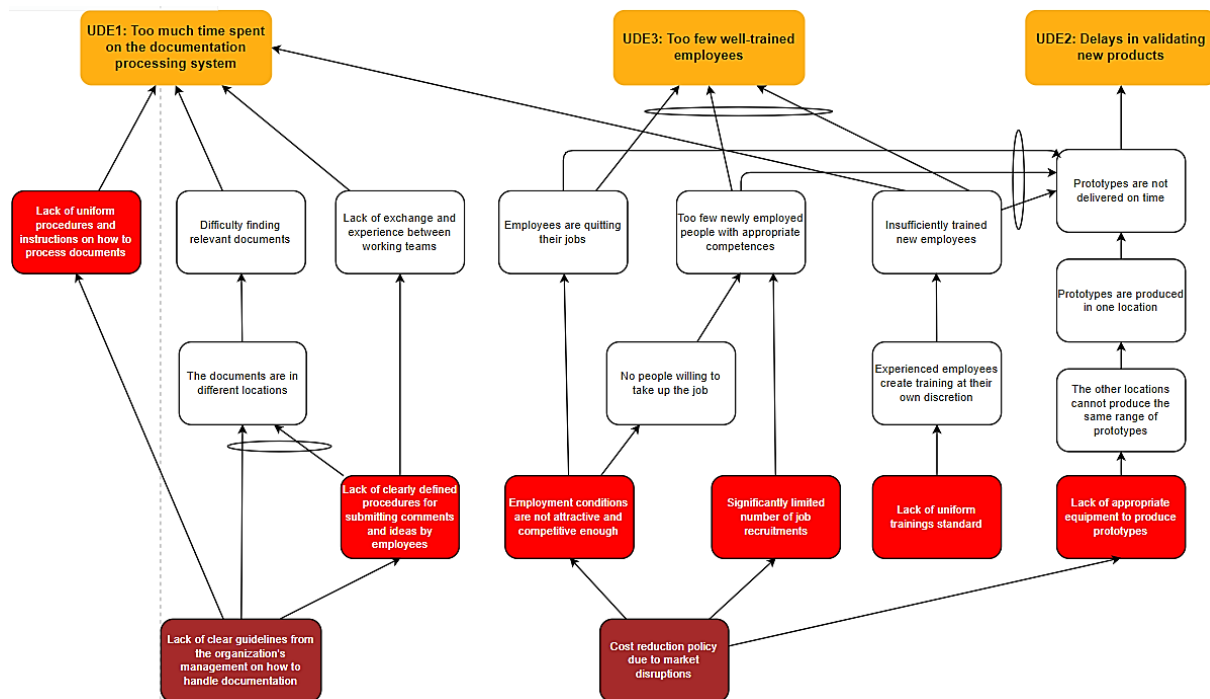 UDE1: Too much time spent
on the documentation
processing system
UDE3: Too few well-trained
employees
UDE2: Delays in validating
new products
Lack of uniform
procedures and
instructions on how to
process documents
Difficulty finding
relevant documents
Lack of exchange and
experience between
working teams
Employees are quitting
their jobs
Too few newly employed
people with appropriate
competences
Insufficiently trained
new employees
Prototypes are not
delivered on time
Prototypes are produced
in one location
The documents are in
different locations
No people willing to
take up the job
Experienced employees
create training at their
own discretion
The other locations
cannot produce the
same range of
prototypes
Lack of clearly defined
procedures for
submitting comments
and ideas by
employees
Employment conditions
are not attractive and
competitive enough
Significantly limited
number of job
recruitments
Lack of uniform
trainings standard
Lack of appropriate
equipment to produce
prototypes
Lack of clear guidelines from
the organization's
management on how to
handle documentation
Cost reduction policy
due to market
disruptions